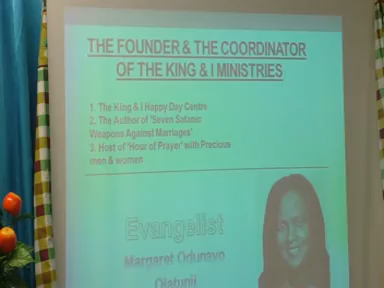 THE FOUNDER & THE COORDINATOR
OF THE KING & I MINISTRIES
1. The King & I Happy Day Centre
2. The Author of 'Seven Satanic
Weapons Against Marriages'
3. Host of 'Hour of Prayer' with Precious
men & women
Evangelist
Margaret Odunayo
Olatunji